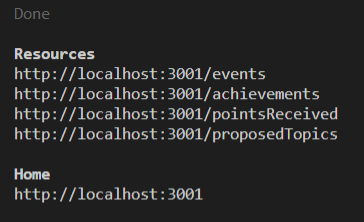 Done
Resources
http://localhost:3001/events
http://localhost:3001/achievements
http://localhost:3001/pointsReceived
http://localhost:3001/proposedTopics
Home
http://localhost:3001